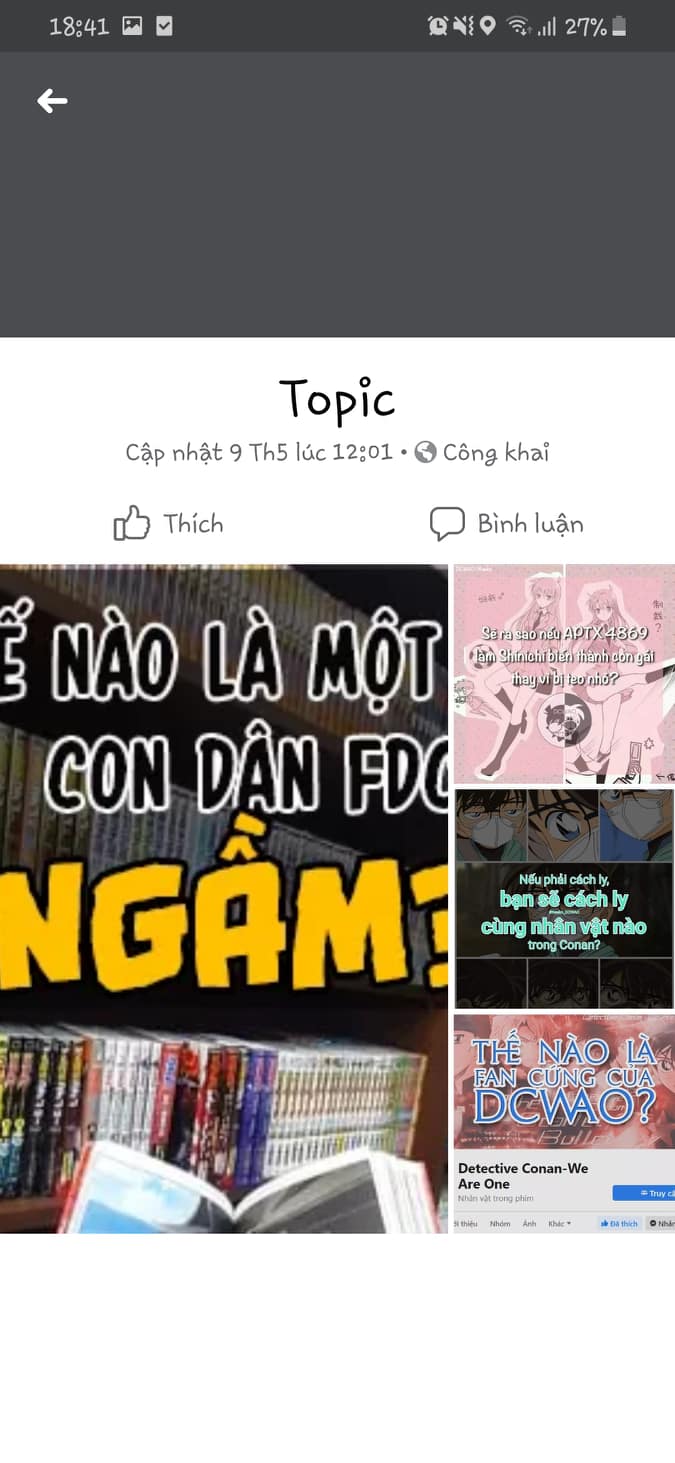 18:41
27%
Topic
Cập nhật 9 Th5 lúc 12:01 • Công khai
Thích
Bình luận
Ế NÀO LÀ MỘT
CON DÂN FDC
NGẦM?
Sẽ ra sao nếu APTX 4869
làm Shinichi biến thành con gái
thay vì bị teo nhỏ?
Nếu phải cách ly,
bạn sẽ cách ly
cùng nhân vật nào
trong Conan?
THẾ NÀO LÀ
FAN CỨNG CỦA
DCWAO?
Detective Conan-We
Are One
Nhân vật trong phim
Truy cậ
ới thiệu Nhóm Ảnh Khác Đã thích Nhắn